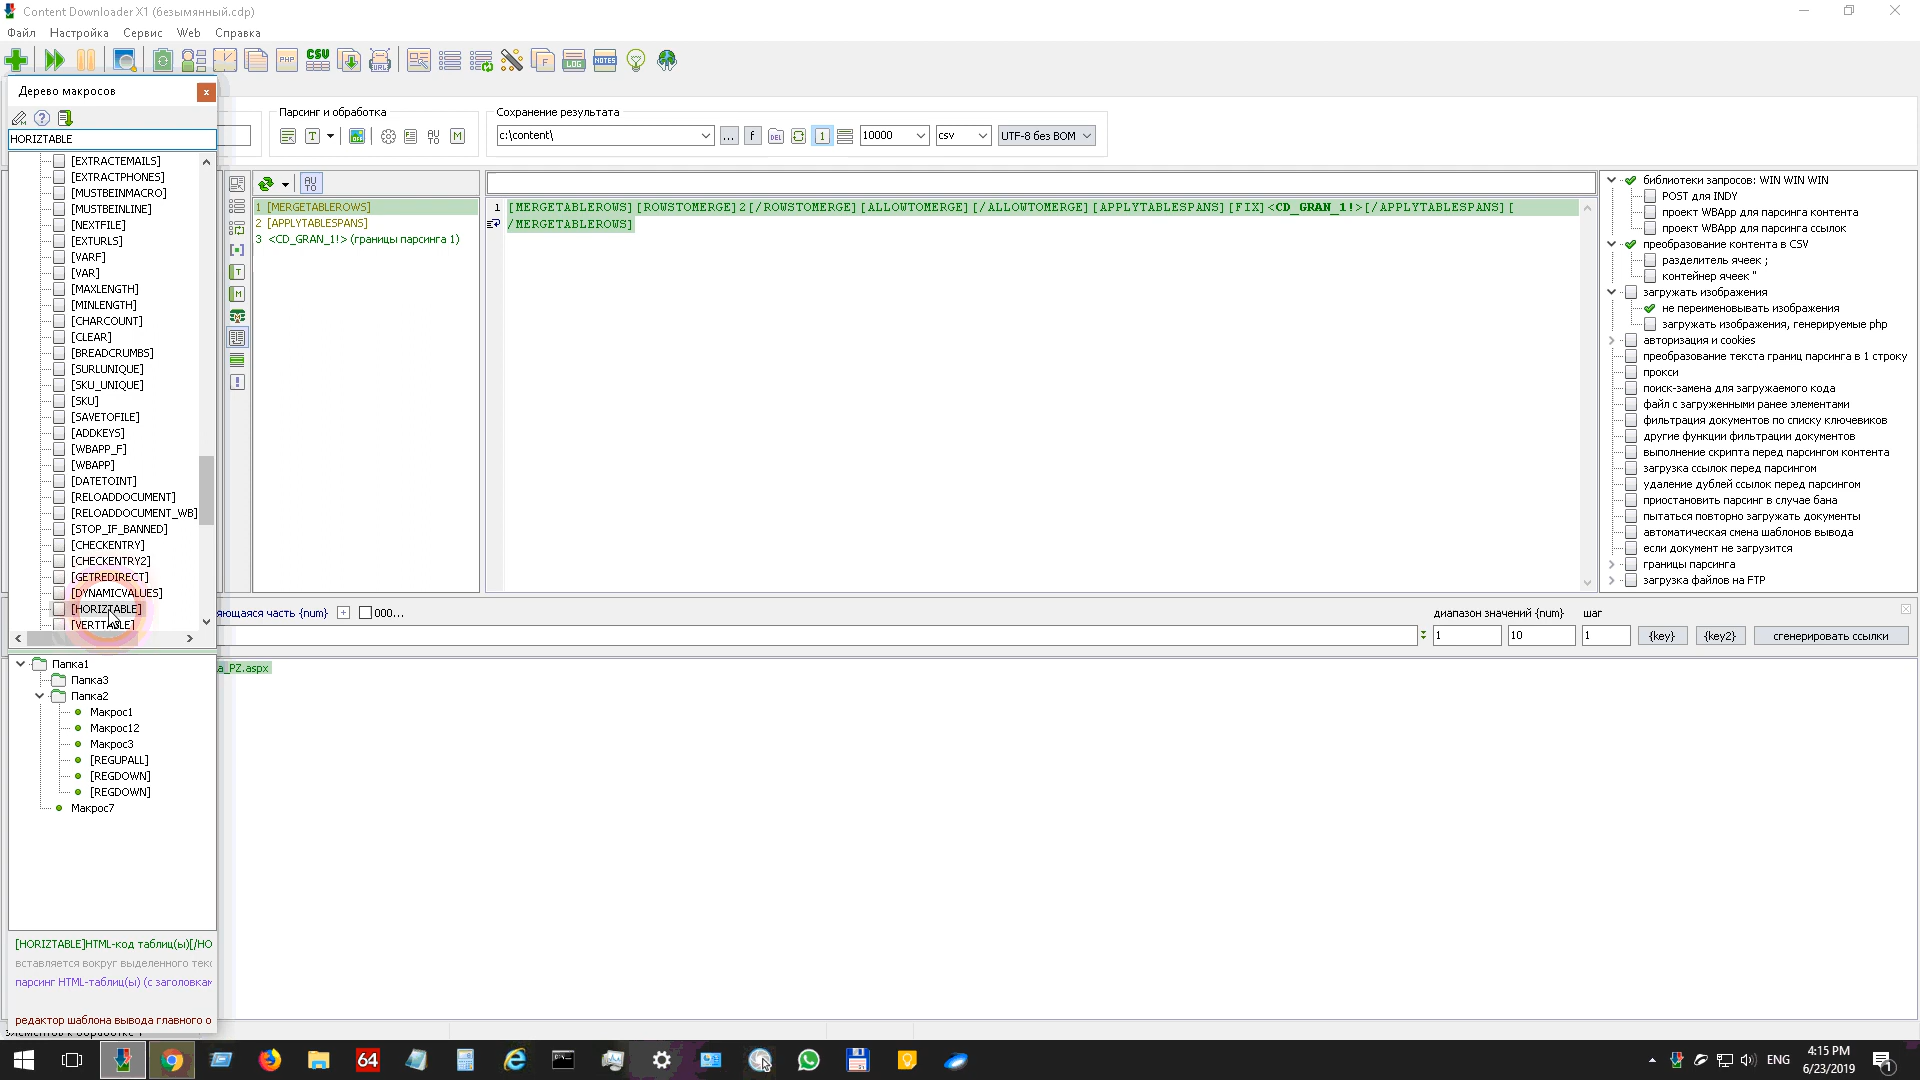 Content Downloader X1 (безымянный.cdp)
Файл Настройка Сервис Web Справка
Дерево макросов
HORIZTABLE
[EXTRACTEMAILS]
[EXTRACTPHONES]
[MUSTBEINMACRO]
[MUSTBEINLINE]
[NEXTFILE]
[EXTURLS]
[VARF]
[VAR]
[MAXLENGTH]
[MINLENGTH]
[CHARCOUNT]
[CLEAR]
[BREADCRUMBS]
[SURLUNIQUE]
[SKU_UNIQUE]
[SKU]
[SAVETOFILE]
[ADDKEYS]
[WBAPP_F]
[WBAPP]
[DATETOINT]
[RELOADDOCUMENT]
[RELOADDOCUMENT_WB]
[STOP_IF_BANNED]
[CHECKENTRY]
[CHECKENTRY2]
[GETREDIRECT]
[DYNAMICVALUES]
[HORIZTABLE]
[VERTTABLE]
Папка1
Папка3
Папка2
Макрос1
Макрос12
Макрос3
[REGUPALL]
[REGDOWN]
[REGDOWN]
Макрос7
[HORIZTABLE]HTML-код таблиц(ы)[/HO
вставляется вокруг выделенного текс
парсинг HTML-таблиц(ы) (с заголовкам
редактор шаблона вывода главного о
Парсинг и обработка
Сохранение результата
c:\content\ ... f DEL 1 10000 csv UTF-8 без BOM
1 [MERGETABLEROWS]
2 [APPLYTABLESPANS]
3 <CD_GRAN_1!> (границы парсинга 1)
1 [MERGETABLEROWS][ROWSTOMERGE]2[/ROWSTOMERGE][ALLOWTOMERGE][/ALLOWTOMERGE][APPLYTABLESPANS][FIX]<CD_GRAN_1!>[/APPLYTABLESPANS][
/MERGETABLEROWS]
библиотеки запросов: WIN WIN WIN
POST для INDY
проект WBApp для парсинга контента
проект WBApp для парсинга ссылок
преобразование контента в CSV
разделитель ячеек ;
контейнер ячеек "
загружать изображения
не переименовывать изображения
загружать изображения, генерируемые php
авторизация и cookies
преобразование текста границ парсинга в 1 строку
прокси
поиск-замена для загружаемого кода
файл с загруженными ранее элементами
фильтрация документов по списку ключевиков
другие функции фильтрации документов
выполнение скрипта перед парсингом контента
загрузка ссылок перед парсингом
удаление дублей ссылок перед парсингом
приостановить парсинг в случае бана
пытаться повторно загружать документы
автоматическая смена шаблонов вывода
если документ не загрузится
границы парсинга
загрузка файлов на FTP
яющаяся часть {num} + 000...
диапазон значений {num} шаг
1 10 1 {key} {key2} сгенерировать ссылки
a_PZ.aspx
64
ENG
4:15 PM
6/23/2019
1